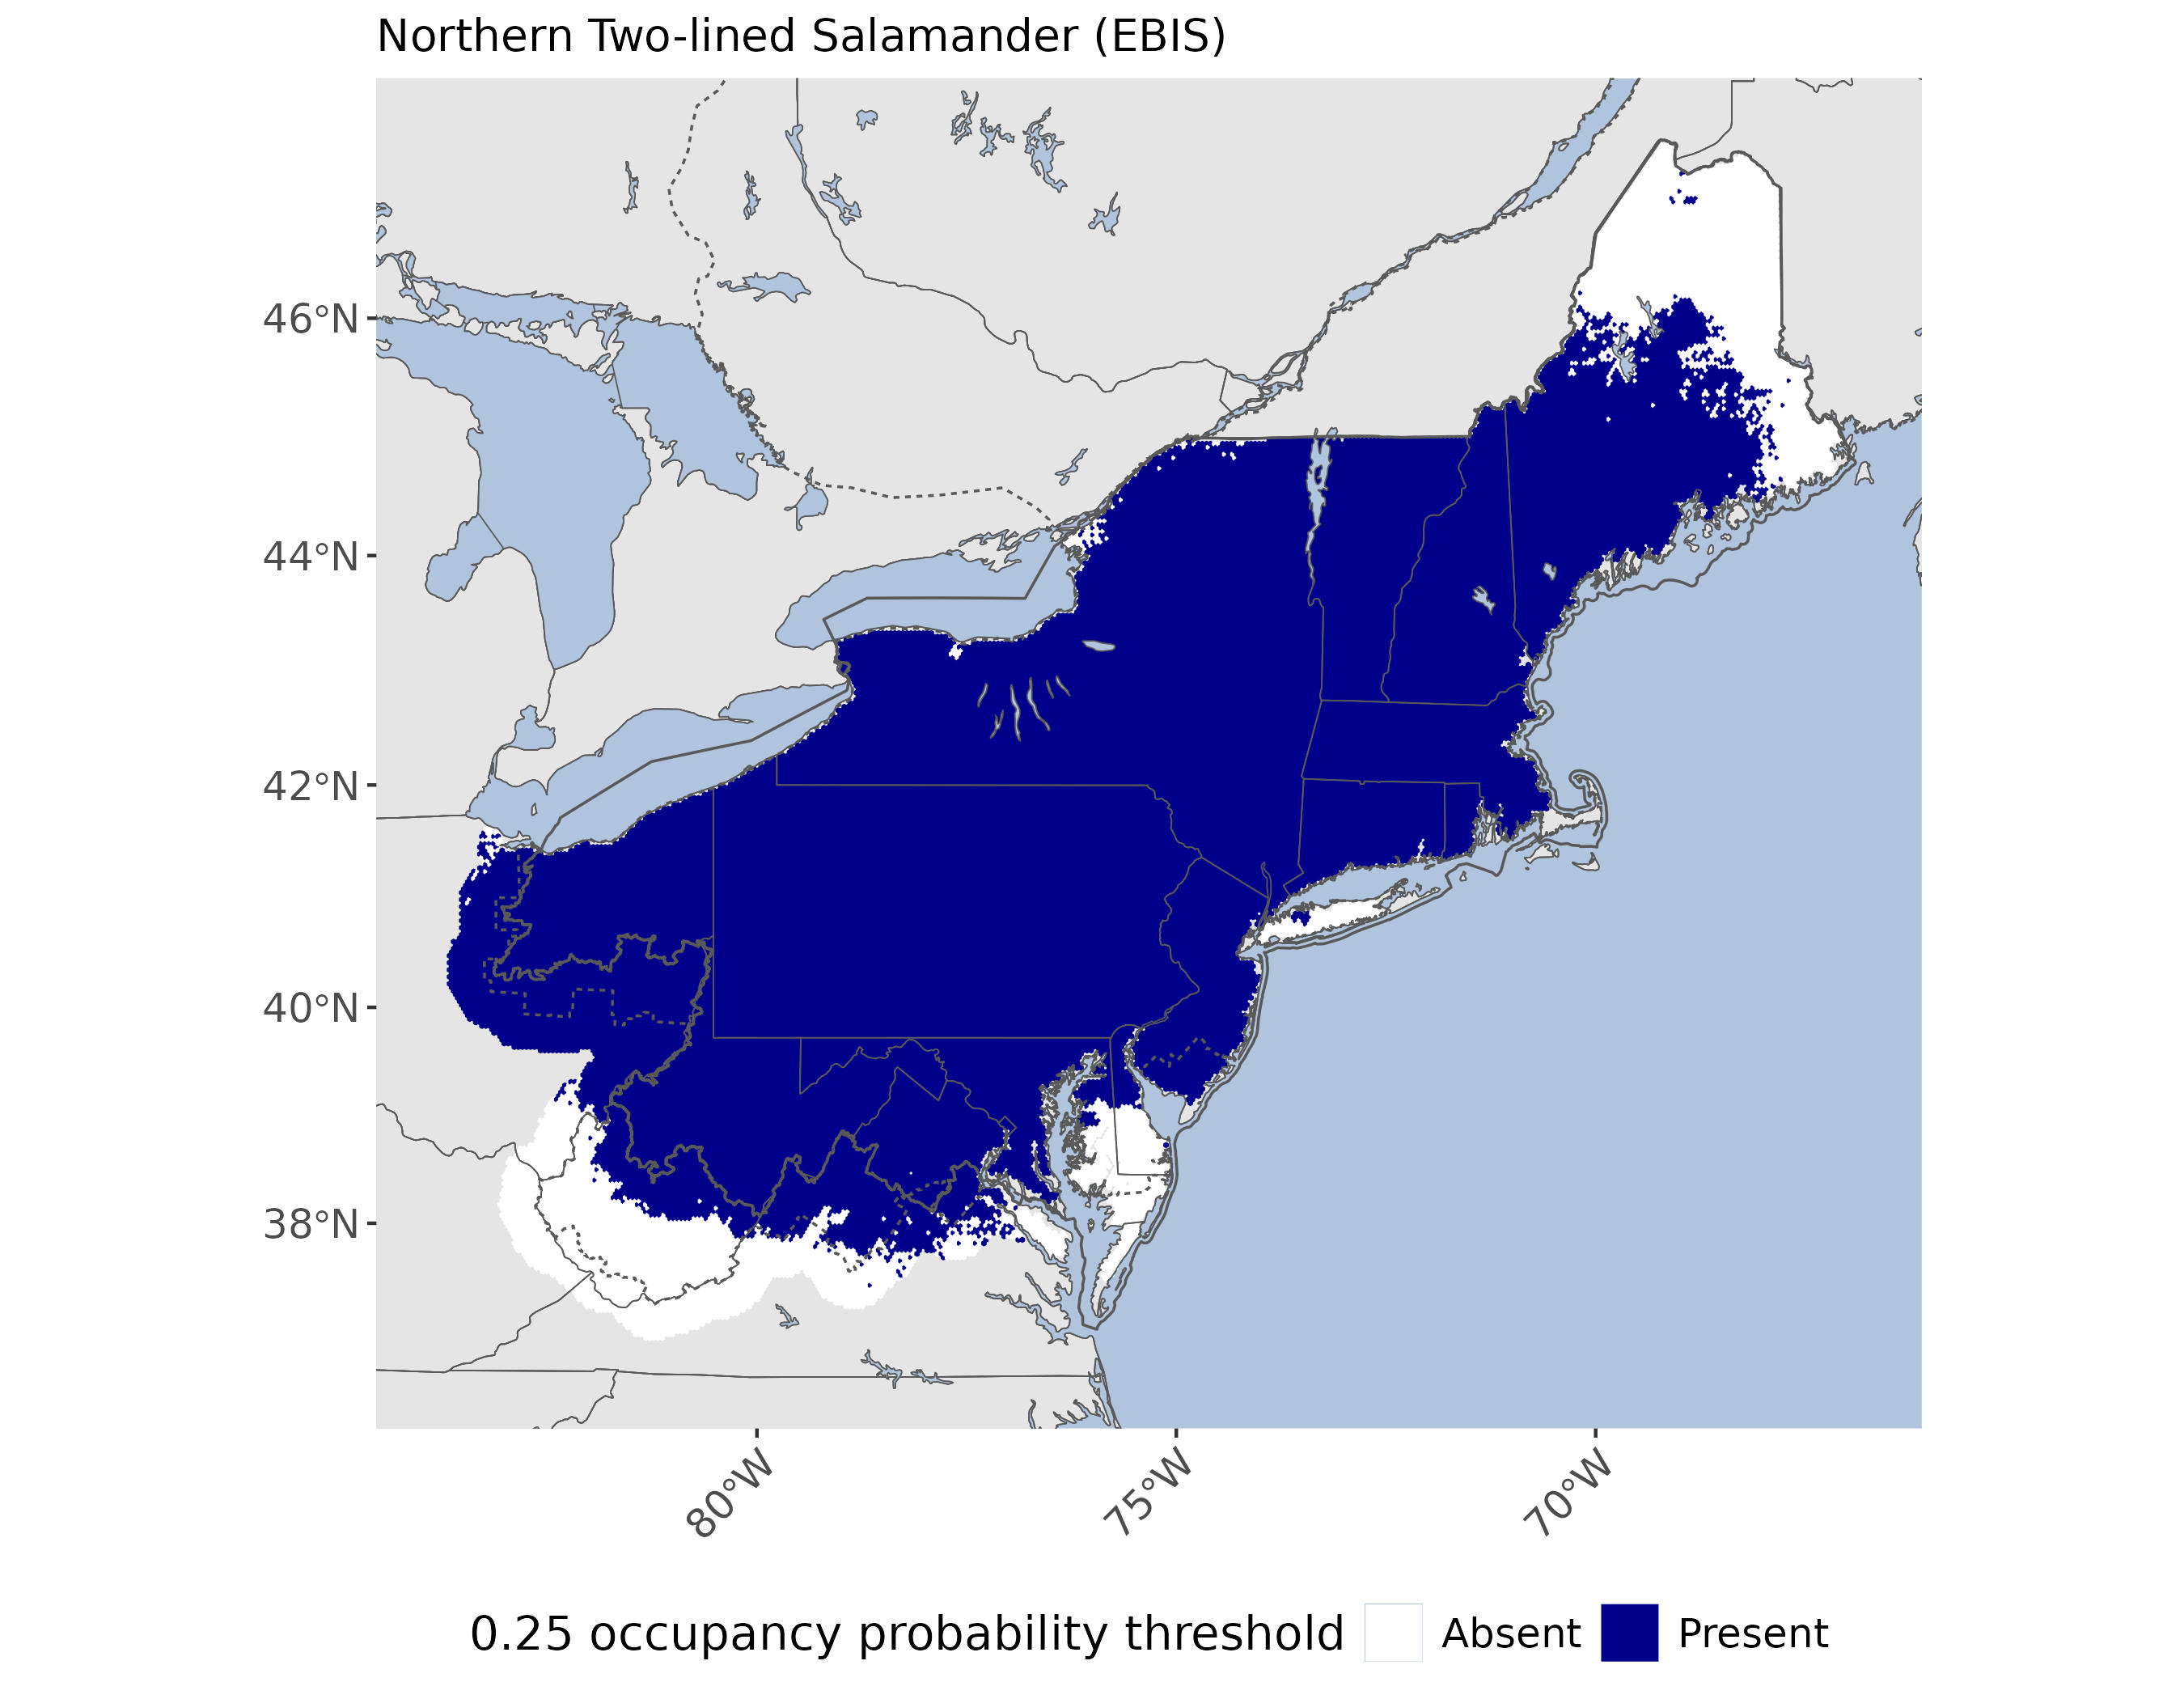 Northern Two-lined Salamander (EBIS)
46°N
44°N
42°N
40°N
38°N
80°W
75°W
70°W
0.25 occupancy probability threshold Absent Present